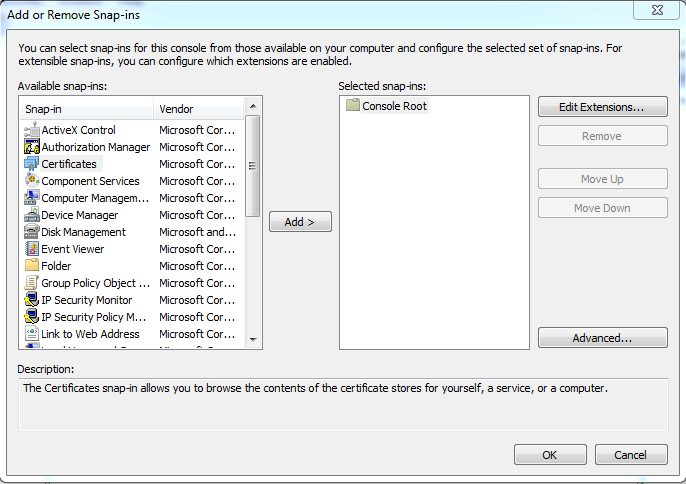 Add or Remove Snap-ins
You can select snap-ins for this console from those available on your computer and configure the selected set of snap-ins. For
extensible snap-ins, you can configure which extensions are enabled.
Available snap-ins:
Selected snap-ins:
Snap-in Vendor
ActiveX Control Microsoft Cor...
Authorization Manager Microsoft Cor...
Certificates Microsoft Cor...
Component Services Microsoft Cor...
Computer Managem... Microsoft Cor...
Device Manager Microsoft Cor...
Disk Management Microsoft and...
Event Viewer Microsoft Cor...
Folder Microsoft Cor...
Group Policy Object ... Microsoft Cor...
IP Security Monitor Microsoft Cor...
IP Security Policy M... Microsoft Cor...
Link to Web Address Microsoft Cor...
Add >
Console Root
Edit Extensions...
Remove
Move Up
Move Down
Advanced...
Description:
The Certificates snap-in allows you to browse the contents of the certificate stores for yourself, a service, or a computer.
OK
Cancel